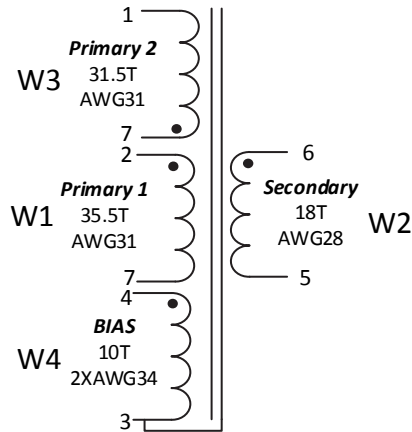 1
Primary 2
W3
31.5T
AWG31
7
2
6
Primary 1
Secondary
W1
35.5T
18T
W2
AWG31
AWG28
7
5
4
BIAS
W4
10T
2XAWG34
3